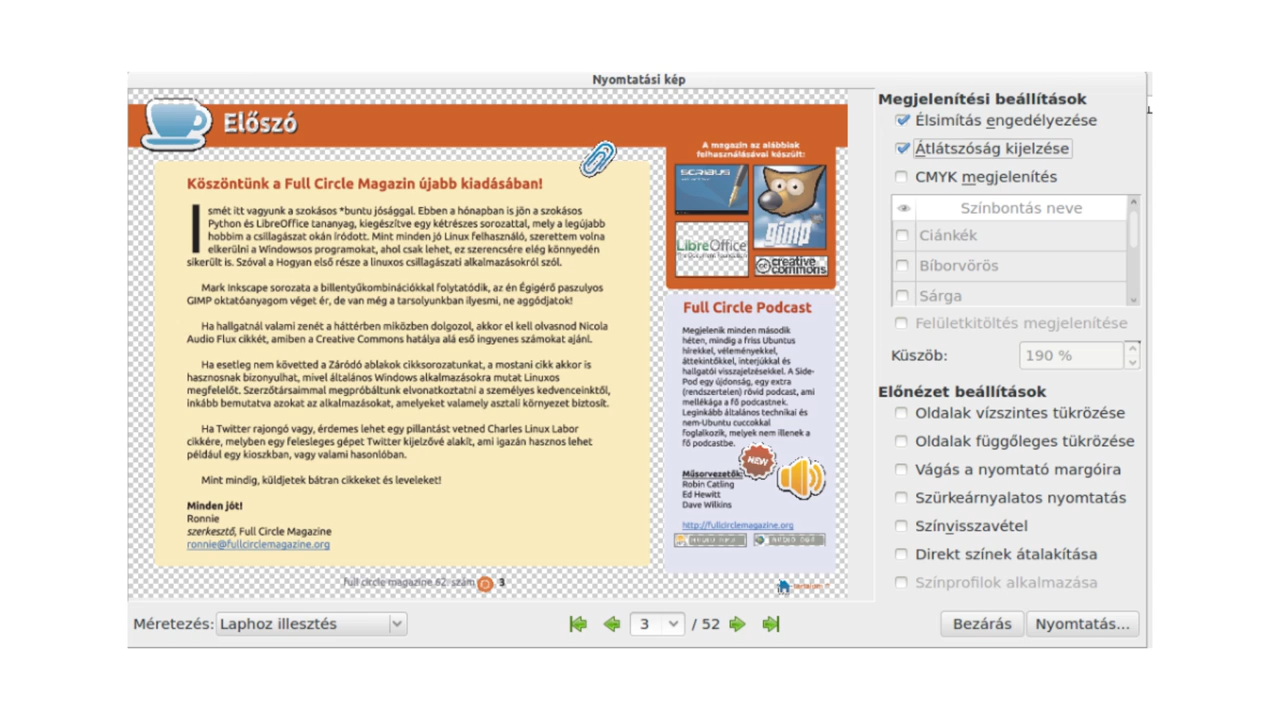 Nyomtatási kép
Előszó
Köszöntünk a Full Circle Magazin újabb kiadásában!
Ismét itt vagyunk a szokásos *buntu jósággal. Ebben a hónapban is jön a szokásos
Python és LibreOffice tananyag, kiegészítve egy kétrészes sorozattal, mely a legújabb
hobbim a csillagászat okán íródott. Mint minden jó Linux felhasználó, szerettem volna
elkerülni a Windowsos programokat, ahol csak lehet, ez szerencsére elég könnyedén
sikerült is. Szóval a Hogyan első része a linuxos csillagászati alkalmazásokról szól.
Mark Inkscape sorozata a billentyűkombinációkkal folytatódik, az én Égigérő paszulyos
GIMP oktatóanyagom véget ér, de van még a tarsolyunkban ilyesmi, ne aggódjatok!
Ha hallgatnál valami zenét a háttérben miközben dolgozol, akkor el kell olvasnod Nicola
Audio Flux cikkét, amiben a Creative Commons hatálya alá eső ingyenes számokat ajánl.
Ha esetleg nem követted a Záródó ablakok cikksorozatunkat, a mostani cikk akkor is
hasznosnak bizonyulhat, mivel általános Windows alkalmazásokra mutat Linuxos
megfelelőt. Szerzőtársaimmal megpróbáltunk elvonatkoztatni a személyes kedvenceinktől,
inkább bemutatva azokat az alkalmazásokat, amelyeket valamely asztali környezet biztosít.
Ha Twitter rajongó vagy, érdemes lehet egy pillantást vetned Charles Linux Labor
cikkére, melyben egy felesleges gépet Twitter kijelzővé alakít, ami igazán hasznos lehet
például egy kioszkban, vagy valami hasonlóban.
Mint mindig, küldjetek bátran cikkeket és leveleket!
Minden jót!
Ronnie
szerkesztő, Full Circle Magazine
ronnie@fullcirclemagazine.org
full circle magazine 62. szám 3
A magazin az alábbiak
felhasználásával készült:
SCRIBUS
gimp
LibreOffice
The Document Foundation
creative
commons
Full Circle Podcast
Megjelenik minden második
héten, mindig a friss Ubuntus
hírekkel, véleményekkel,
áttekintőkkel, interjúkkal és
hallgatói visszajelzésekkel. A Side-
Pod egy újdonság, egy extra
(rendszertelen) rövid podcast, ami
mellékága a fő podcastnek.
Leginkább általános technikai és
nem-Ubuntu cuccokkal
foglalkozik, melyek nem illenek a
fő podcastbe.
NEW
Műsorvezetők:
Robin Catling
Ed Hewitt
Dave Wilkins
http://fullcirclemagazine.org
tartalom ^
Megjelenítési beállítások
Élsimítás engedélyezése
Átlátszóság kijelzése
CMYK megjelenítés
Színbontás neve
Ciánkék
Bíborvörös
Sárga
Felületkitöltés megjelenítése
Küszöb: 190 %
Előnézet beállítások
Oldalak vízszintes tükrözése
Oldalak függőleges tükrözése
Vágás a nyomtató margóira
Szürkeárnyalatos nyomtatás
Színyisszavétel
Direkt színek átalakítása
Színprofilok alkalmazása
Méretezés: Laphoz illesztés 3 / 52 Bezárás Nyomtatás...